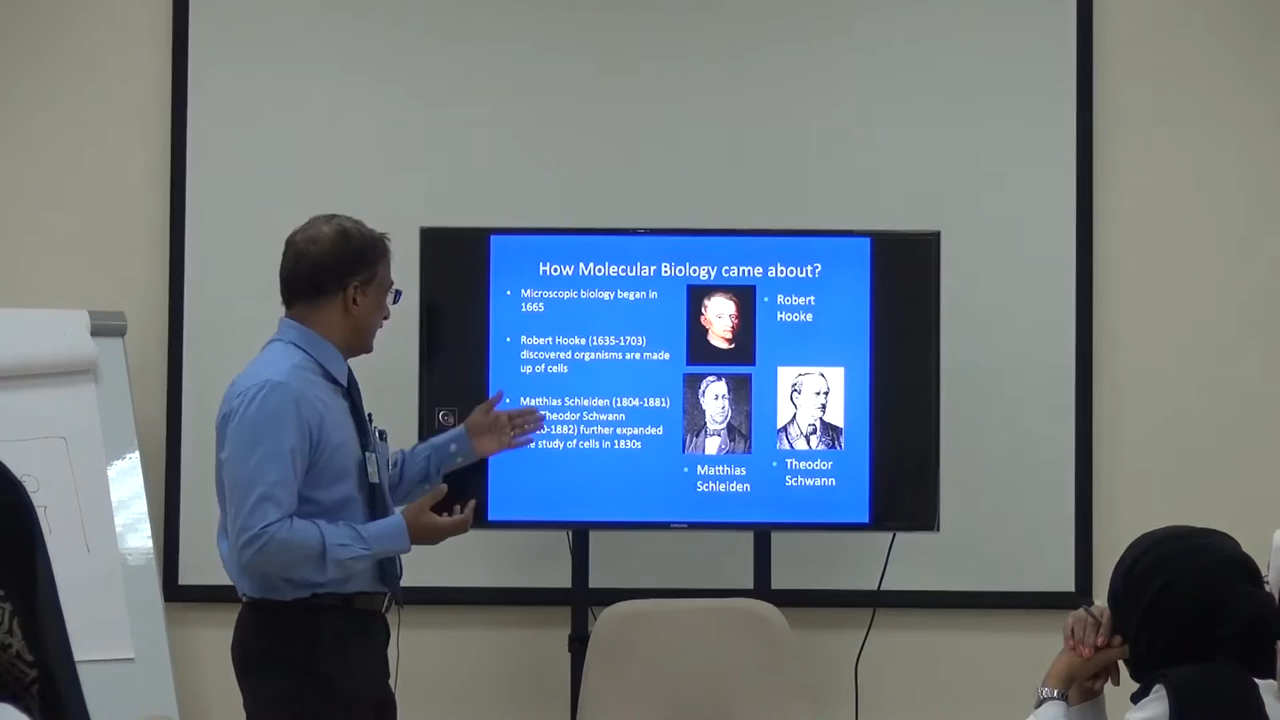 How Molecular Biology came about?
• Microscopic biology began in
1665
• Robert Hooke (1635-1703)
discovered organisms are made
up of cells
• Matthias Schleiden (1804-1881)
Theodor Schwann
-1882) further expanded
study of cells in 1830s
• Robert
Hooke
• Matthias
Schleiden
• Theodor
Schwann
SAMSUNG